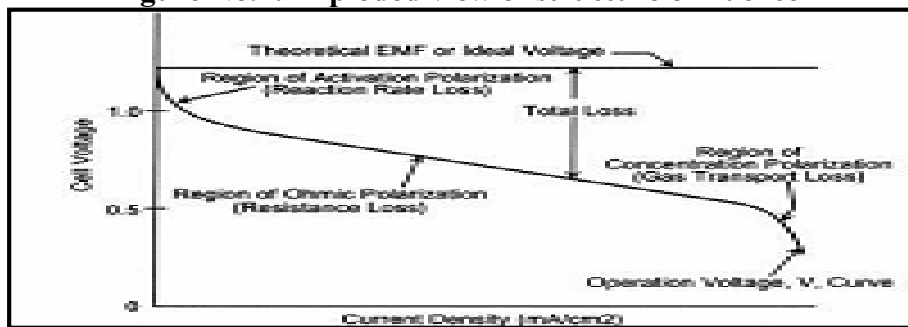 Theoretical EMF or Ideal Voltage
Region of Activation Polarization
(Reaction Rate Loss)
Total Loss
1.0
Cell Voltage
Region of
Concentration Polarization
(Gas Transport Loss)
Region of Ohmic Polarization
(Resistance Loss)
0.5
Operation Voltage, V, Curve
0
Current Density (mA/cm2)